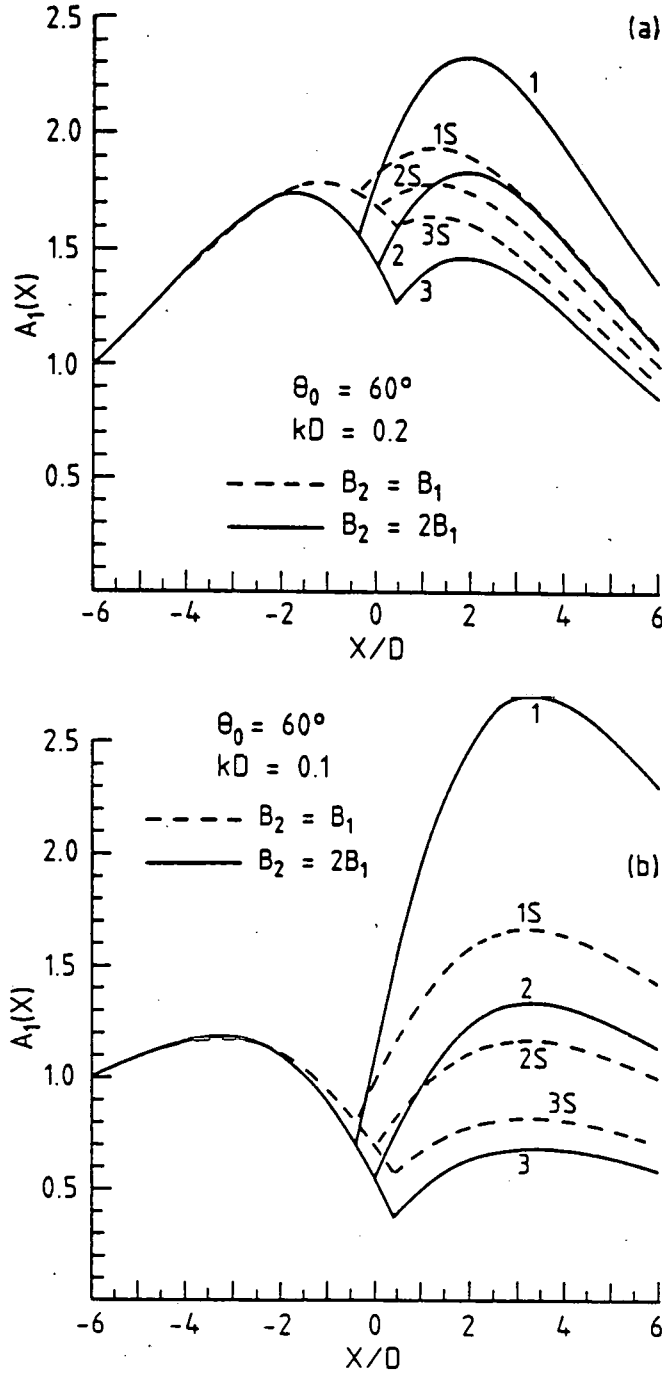 (a)
2.5
2.0
1.5
1.0
0.5
A₁(X)
1
1S
2S
3S
2
3
θ₀ = 60°
kD = 0.2
B₂ = B₁
B₂ = 2B₁
-6 -4 -2 0 2 4 6
X/D
(b)
θ₀ = 60°
kD = 0.1
B₂ = B₁
B₂ = 2B₁
2.5
2.0
1.5
1.0
0.5
0
A₁(X)
1
1S
2
2S
3S
3
-6 -4 -2 0 2 4 6
X/D